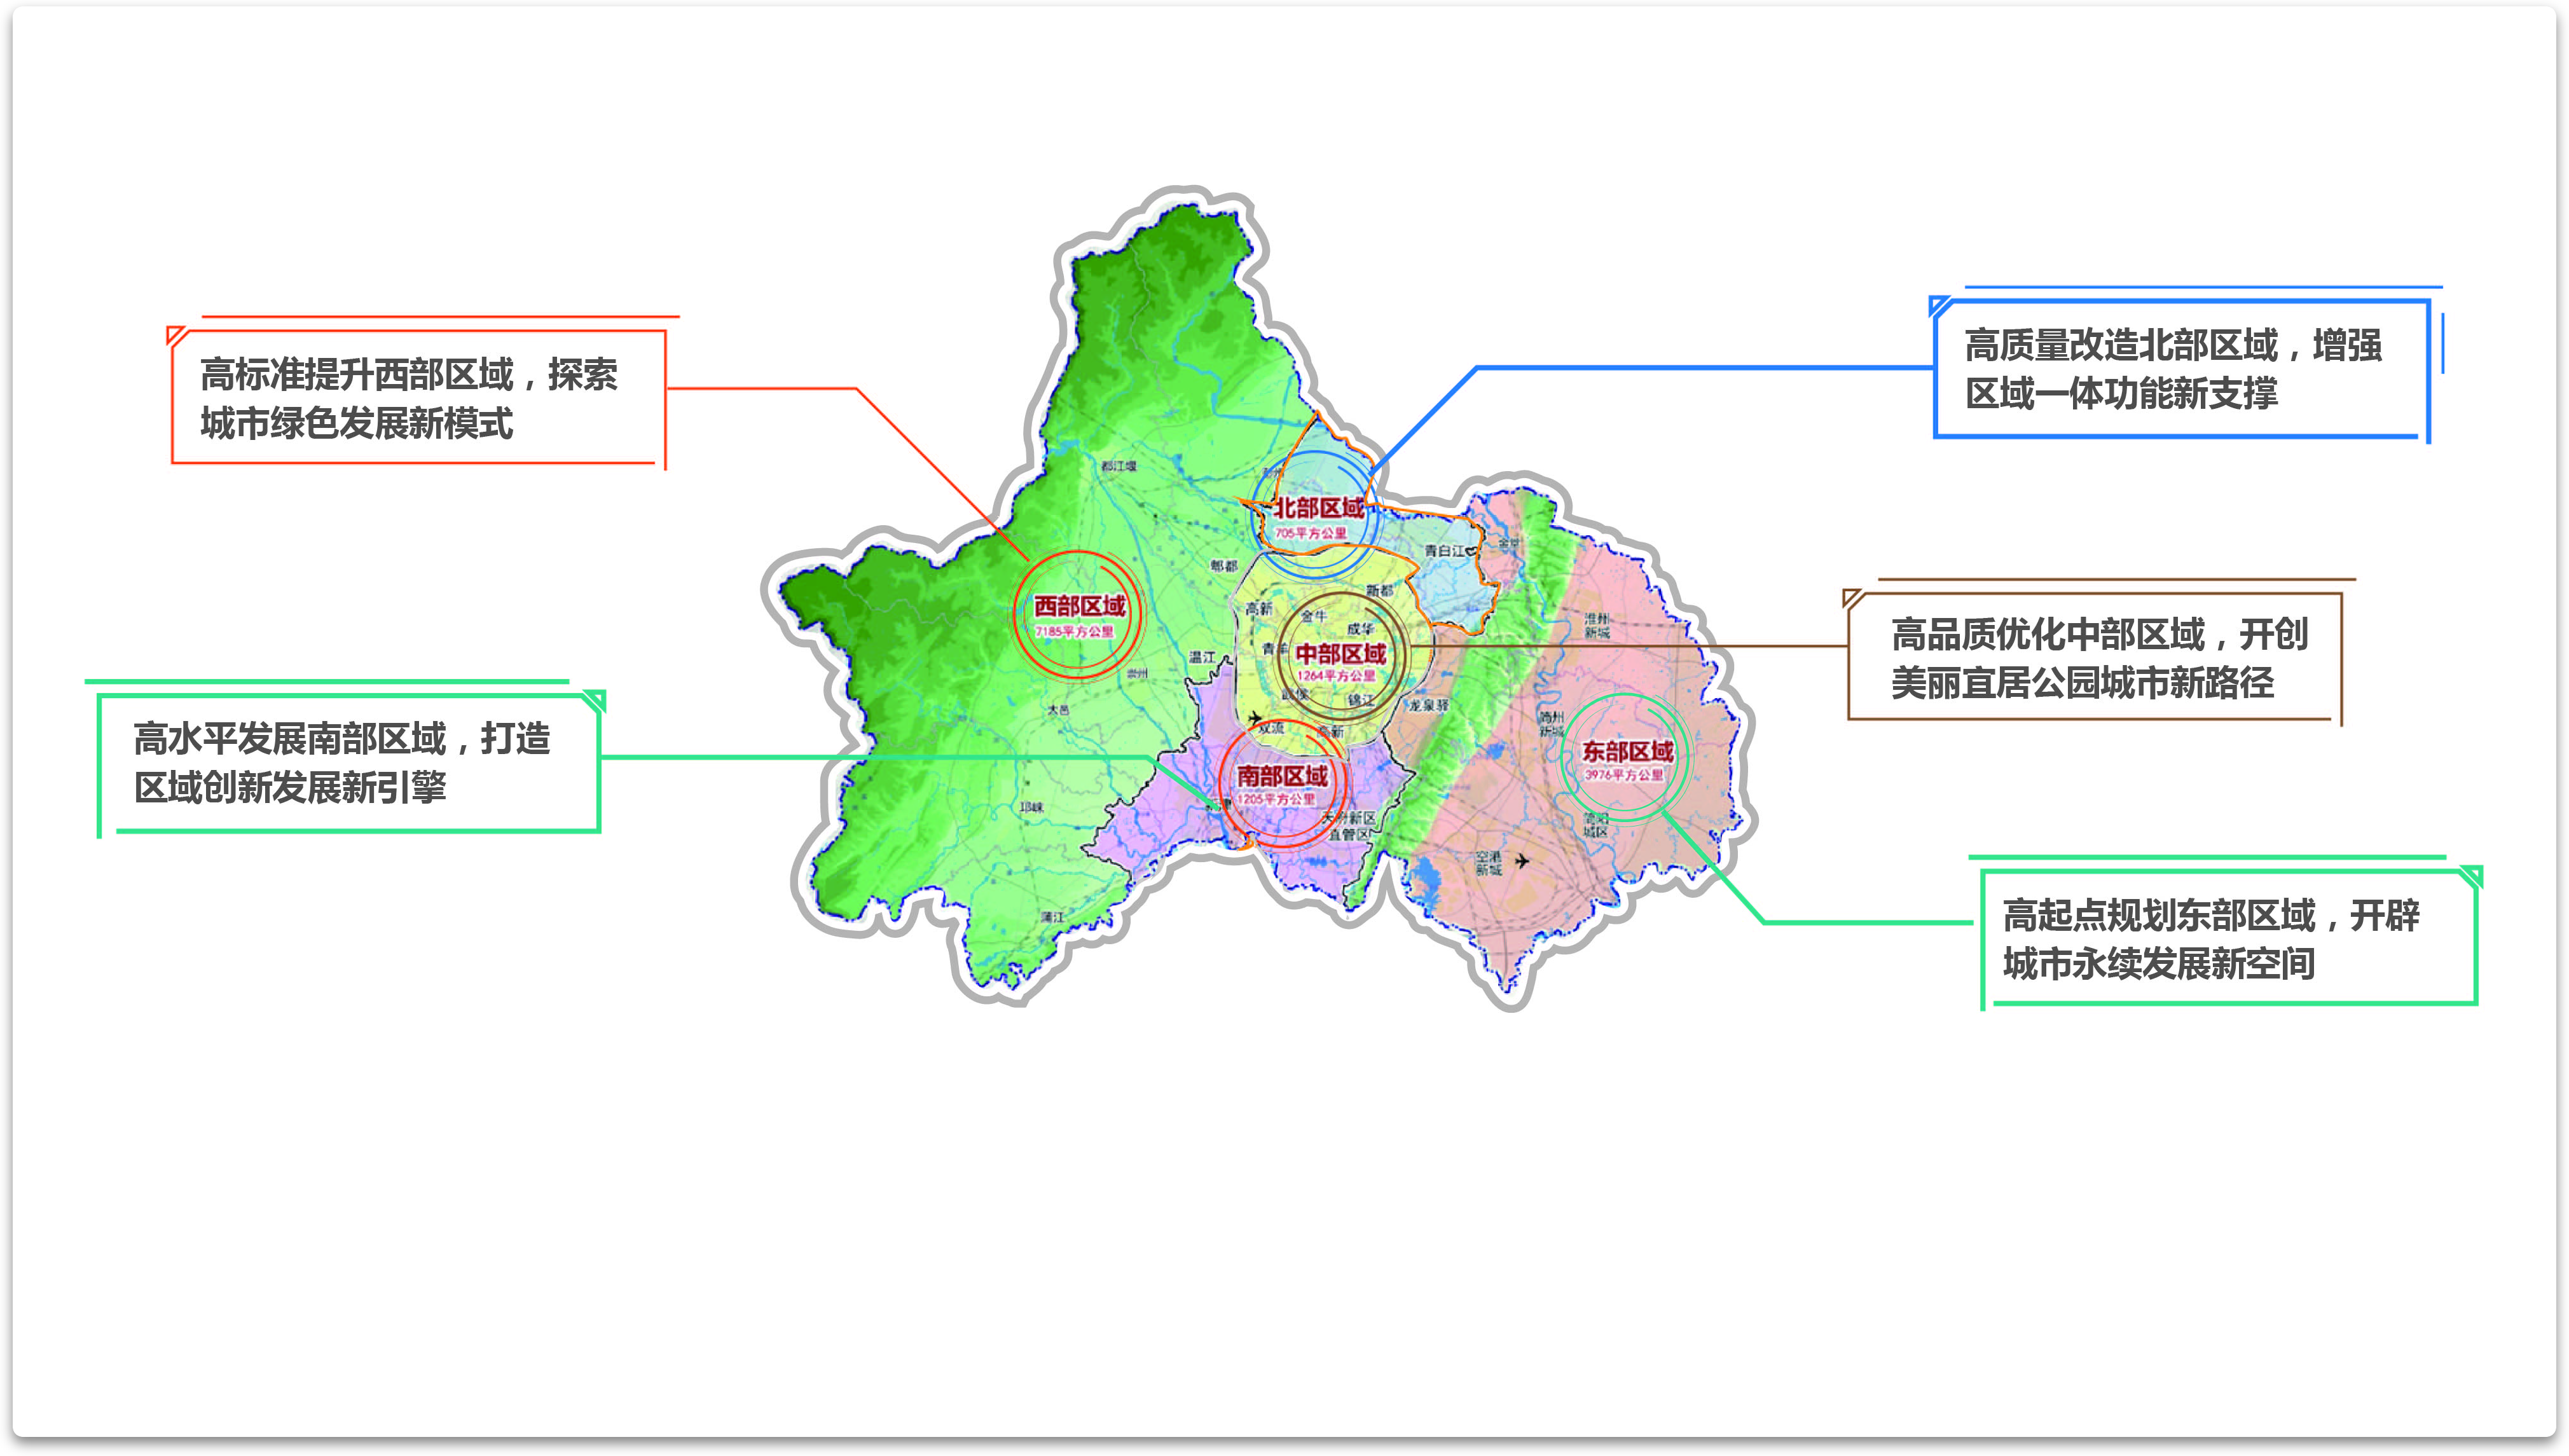 高标准提升西部区域，探索
城市绿色发展新模式
高质量改造北部区域，增强
区域一体功能新支撑
高品质优化中部区域，开创
美丽宜居公园城市新路径
高水平发展南部区域，打造
区域创新发展新引擎
高起点规划东部区域，开辟
城市永续发展新空间
都江堰
彭州
北部区域
705平方公里
青白江
金堂
郫都
新都
西部区域
7185平方公里
高新
金牛
成华
淮州
新城
温江
中部区域
1264平方公里
崇州
武侯
锦江
龙泉驿
大邑
双流
高新
简州
新城
东部区域
3976平方公里
南部区域
1205平方公里
邛崃
天府新区
直管区
简阳
城区
空港
新城
蒲江